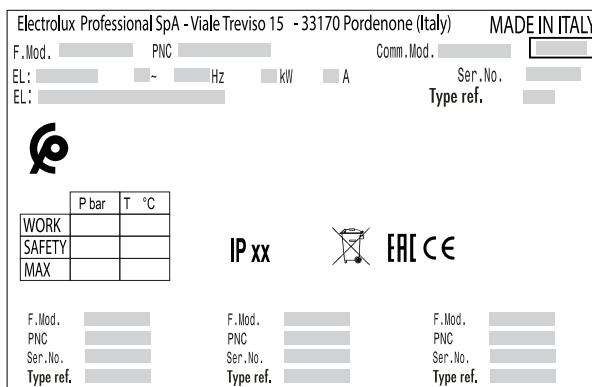 Electrolux Professional SpA - Viale Treviso 15 - 33170 Pordenone (Italy) MADE IN ITALY
F.Mod. PNC Comm.Mod.
EL: ~ Hz kW A Ser.No.
EL: Type ref.
P bar T °C
WORK
SAFETY
MAX
IP xx EAC CE
F.Mod. F.Mod. F.Mod.
PNC PNC PNC
Ser.No. Ser.No. Ser.No.
Type ref. Type ref. Type ref.